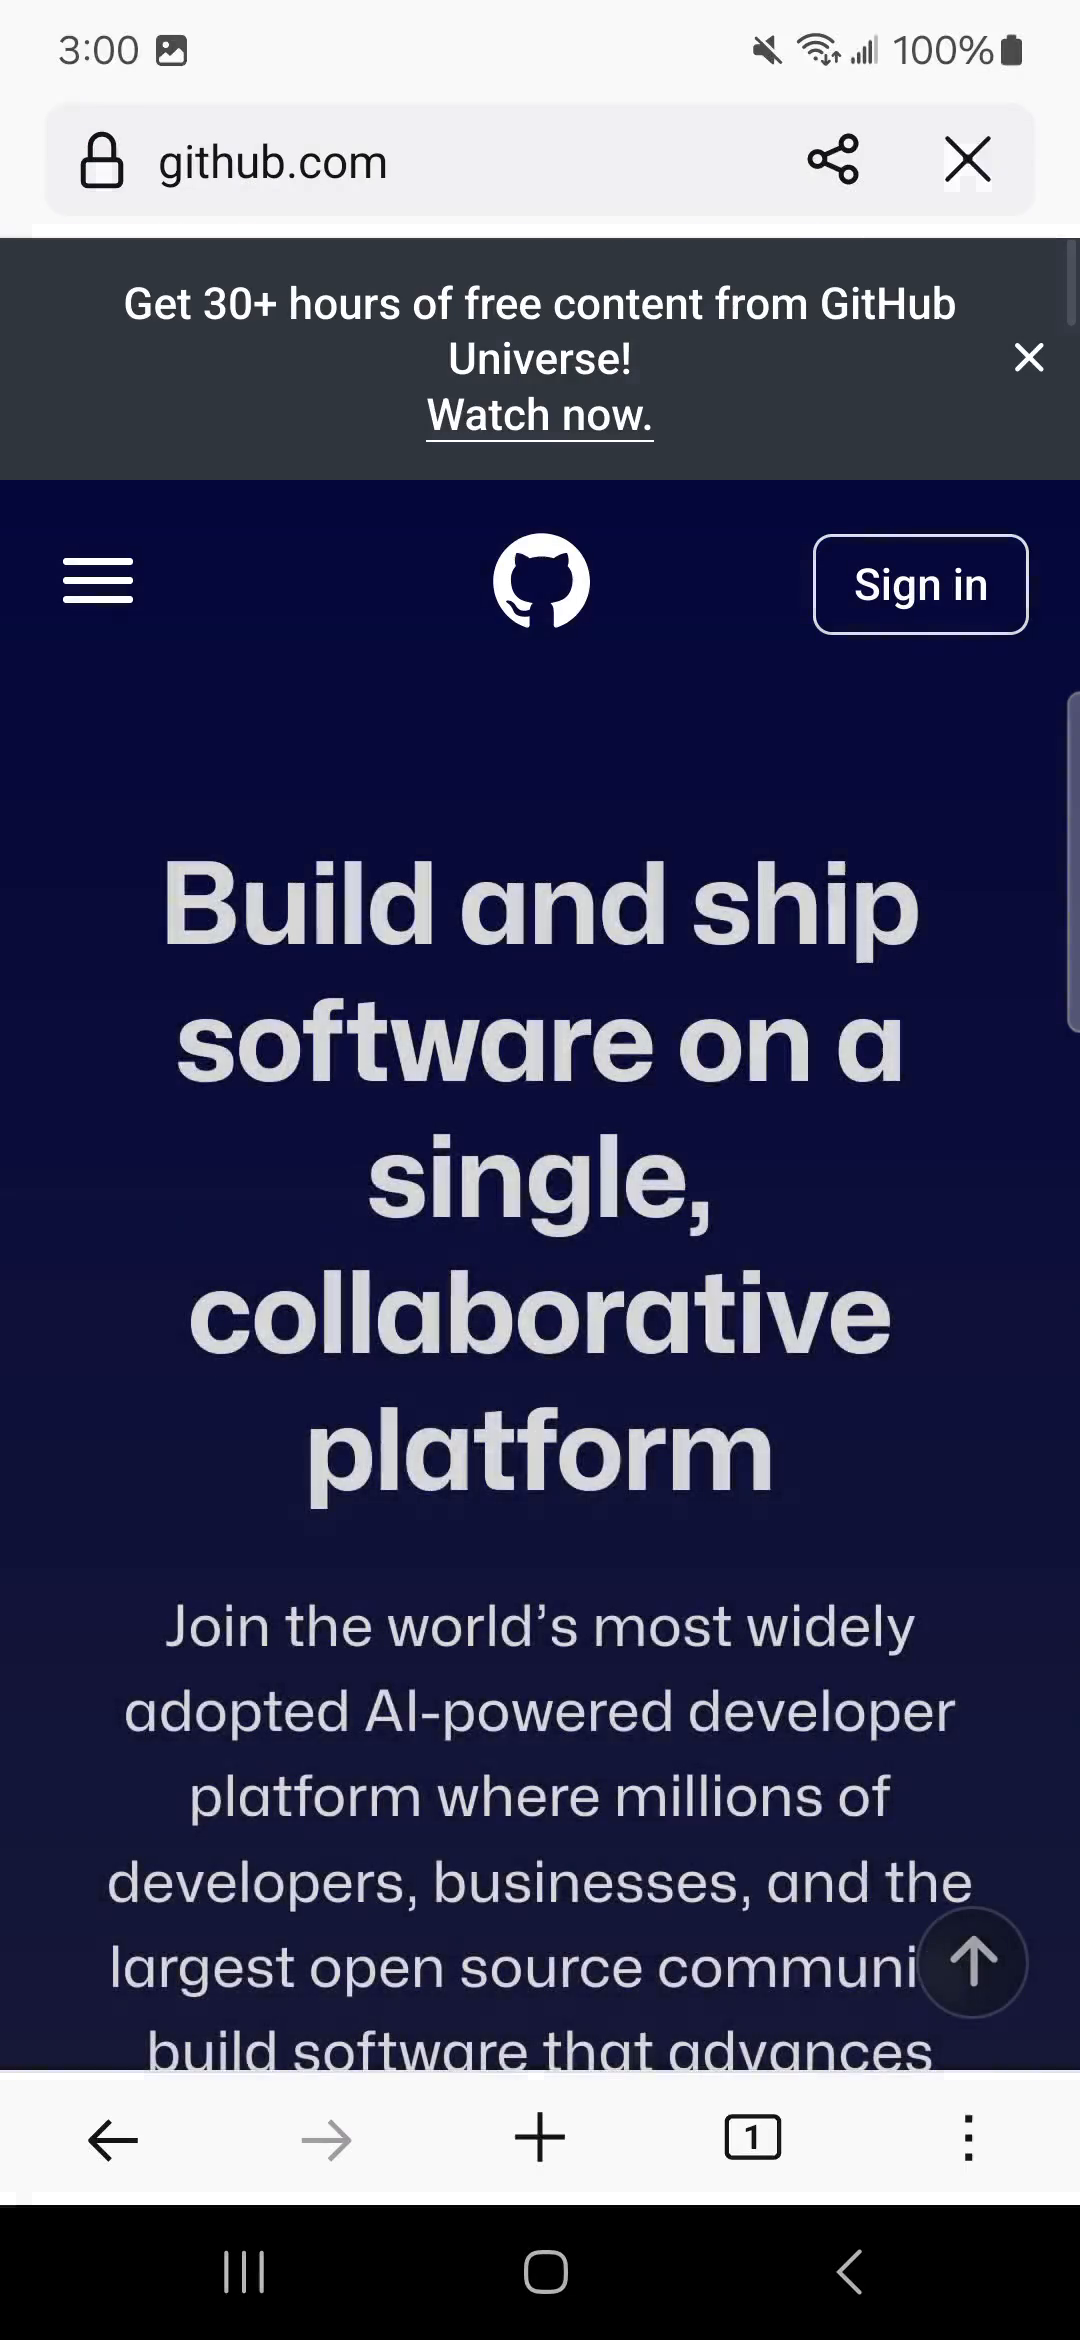 3:00
100%
github.com
Get 30+ hours of free content from GitHub
Universe!
Watch now.
Sign in
Build and ship
software on a
single,
collaborative
platform
Join the world’s most widely
adopted AI-powered developer
platform where millions of
developers, businesses, and the
largest open source communi
build software that advances
1